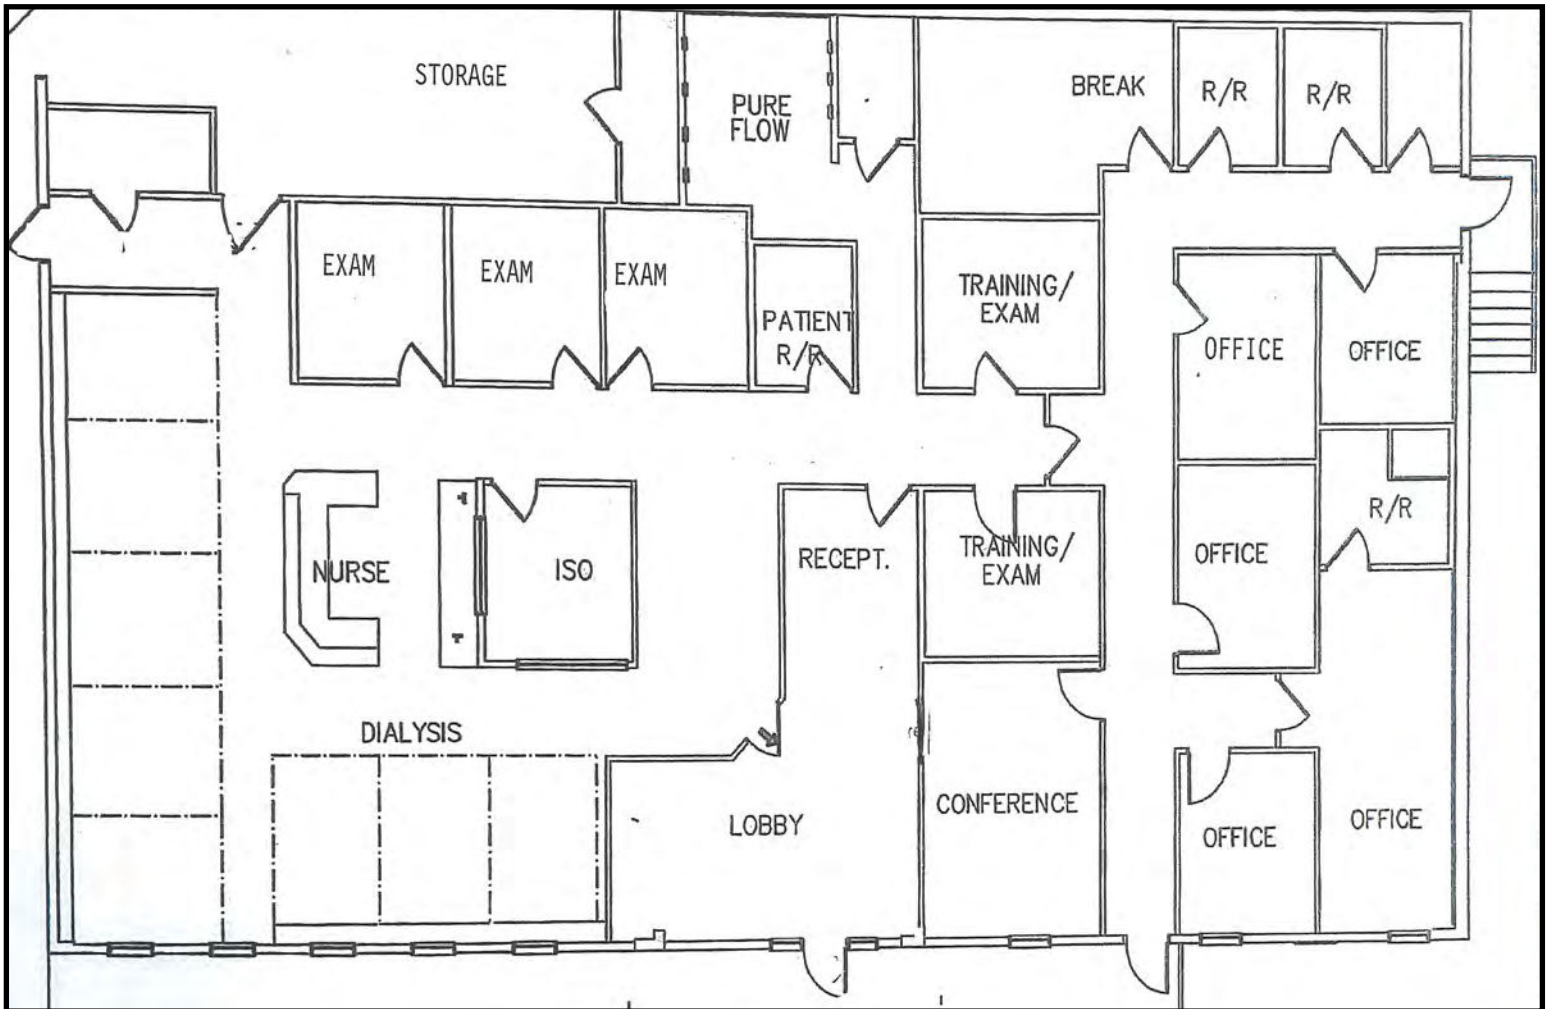 STORAGE
PURE
FLOW
BREAK
R/R
R/R
EXAM
EXAM
EXAM
PATIENT
R/R
TRAINING/
EXAM
OFFICE
OFFICE
NURSE
ISO
RECEPT.
TRAINING/
EXAM
OFFICE
R/R
DIALYSIS
LOBBY
CONFERENCE
OFFICE
OFFICE